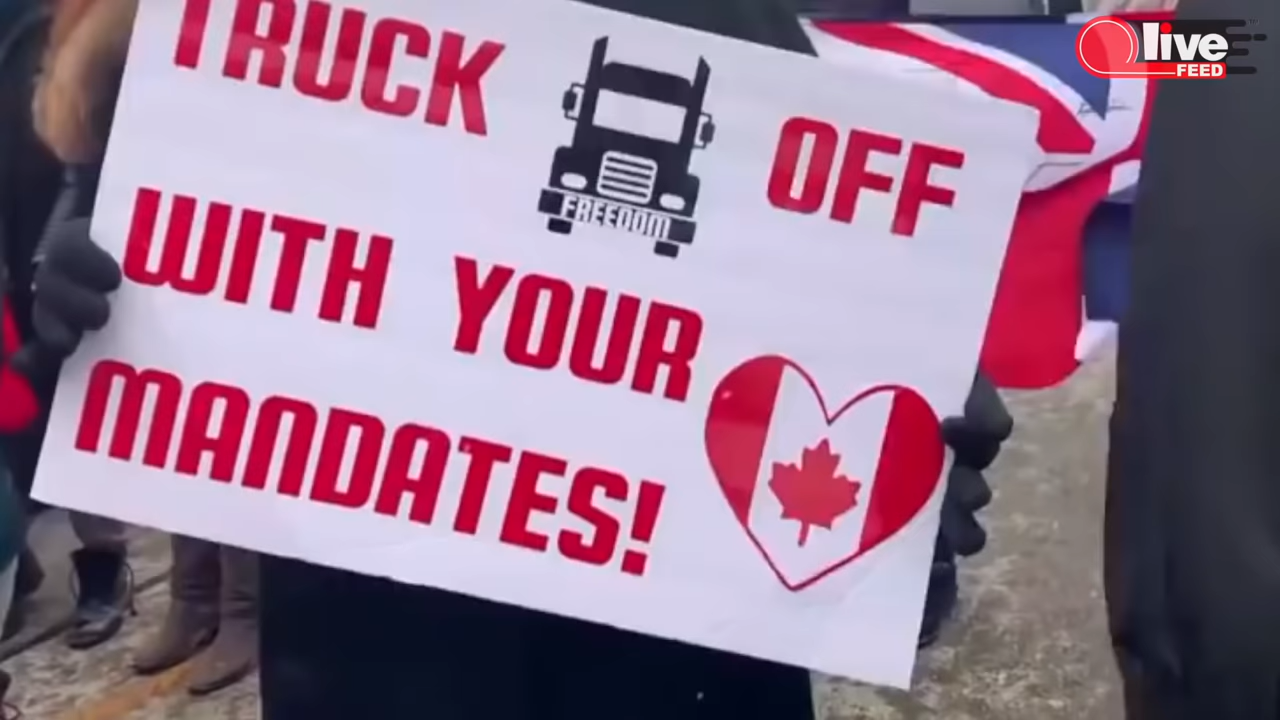 TRUCK OFF
FREEDOM
WITH YOUR
MANDATES!
live
FEED